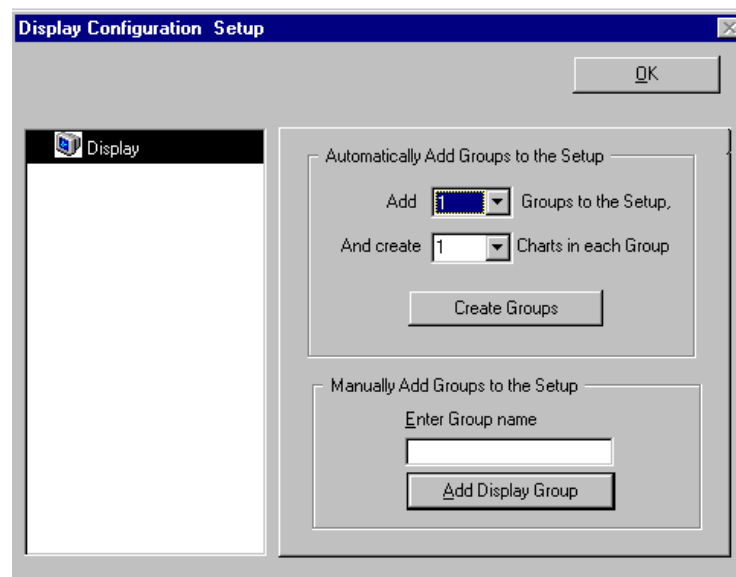 Display Configuration Setup
OK
Display
Automatically Add Groups to the Setup
Add 1 Groups to the Setup,
And create 1 Charts in each Group
Create Groups
Manually Add Groups to the Setup
Enter Group name
Add Display Group